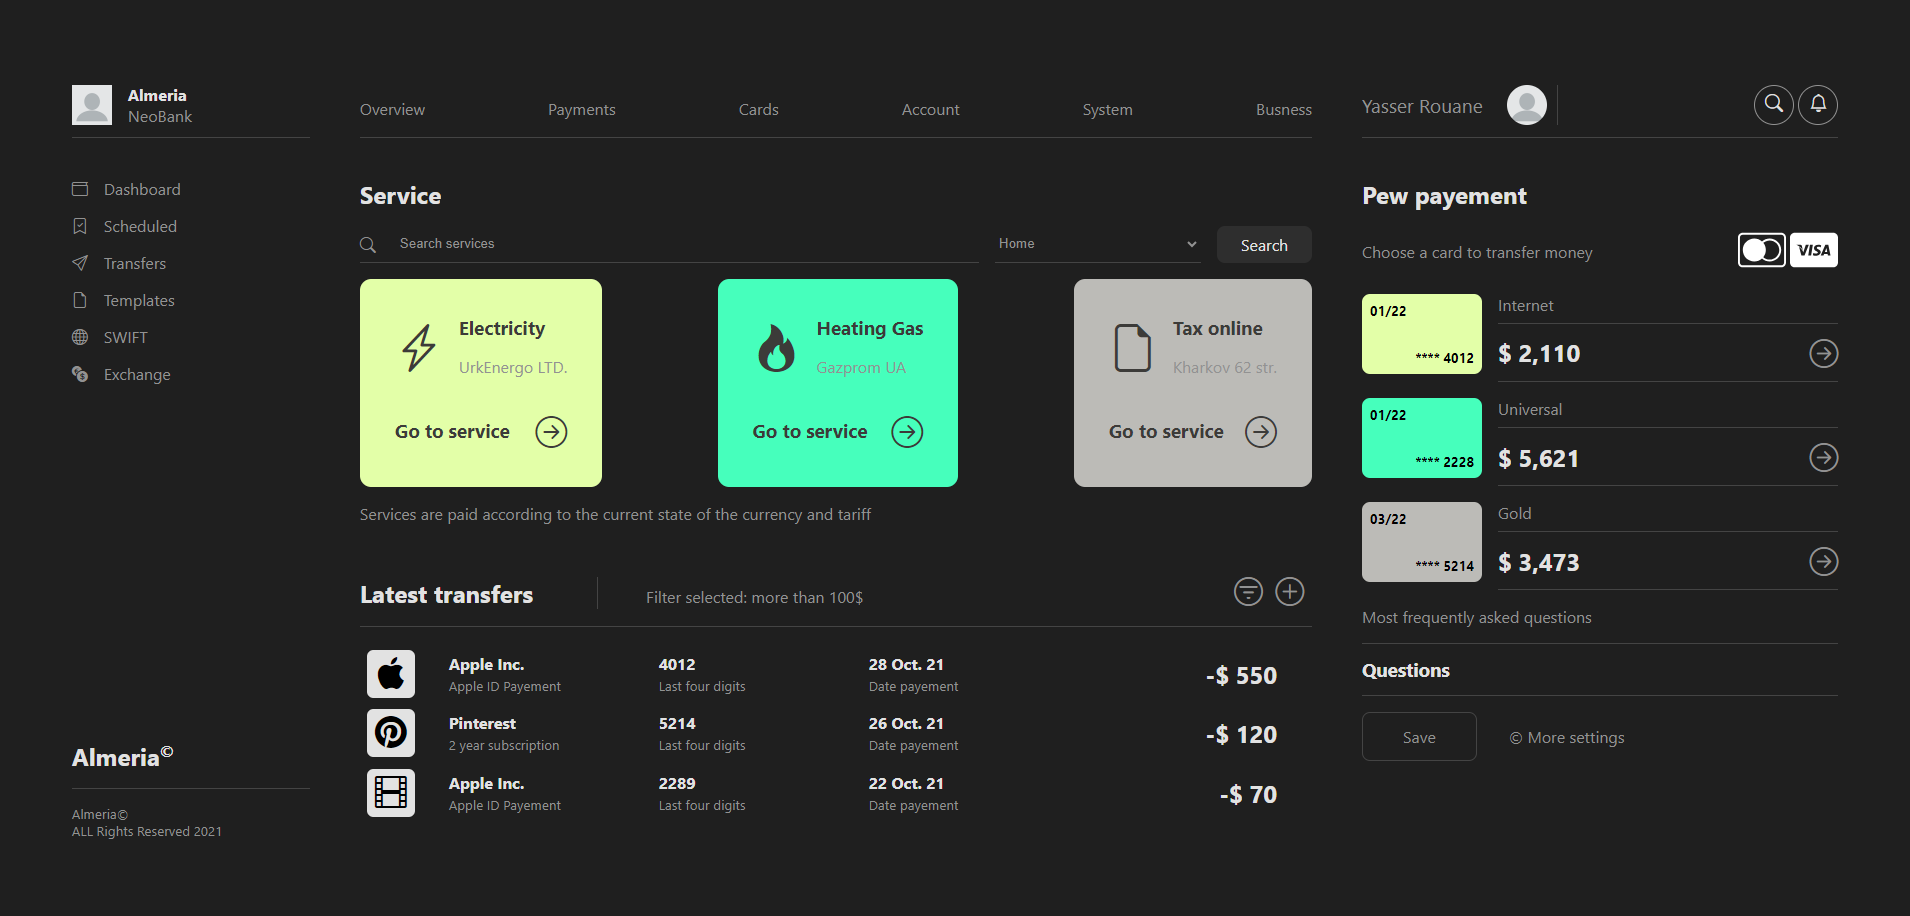 Almeria
NeoBank
Overview
Payments
Cards
Account
System
Busness
Yasser Rouane
Dashboard
Scheduled
Transfers
Templates
SWIFT
Exchange
Almeria©
Almeria©
ALL Rights Reserved 2021
Service
Search services
Home
Search
Electricity
UrkEnergo LTD.
Go to service
Heating Gas
Gazprom UA
Go to service
Tax online
Kharkov 62 str.
Go to service
Services are paid according to the current state of the currency and tariff
Latest transfers
Filter selected: more than 100$
Apple Inc.
Apple ID Payement
4012
Last four digits
28 Oct. 21
Date payement
-$ 550
Pinterest
2 year subscription
5214
Last four digits
26 Oct. 21
Date payement
-$ 120
Apple Inc.
Apple ID Payement
2289
Last four digits
22 Oct. 21
Date payement
-$ 70
Pew payement
Choose a card to transfer money
VISA
01/22
**** 4012
Internet
$ 2,110
01/22
**** 2228
Universal
$ 5,621
03/22
**** 5214
Gold
$ 3,473
Most frequently asked questions
Questions
Save
© More settings